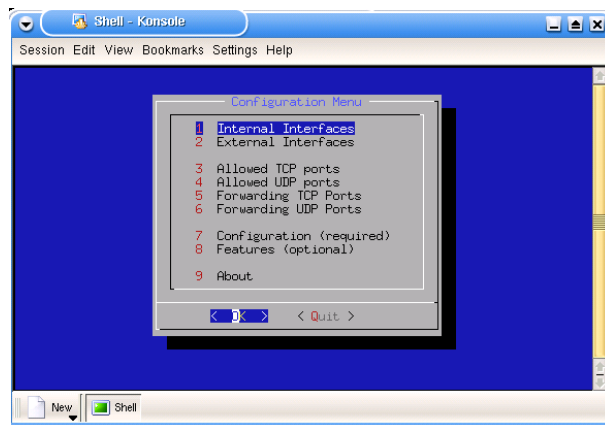 Shell - Konsole
Session Edit View Bookmarks Settings Help
Configuration Menu
1 Internal Interfaces
2 External Interfaces
3 Allowed TCP ports
4 Allowed UDP ports
5 Forwarding TCP Ports
6 Forwarding UDP Ports
7 Configuration (required)
8 Features (optional)
9 About
< OK > < Quit >
New Shell